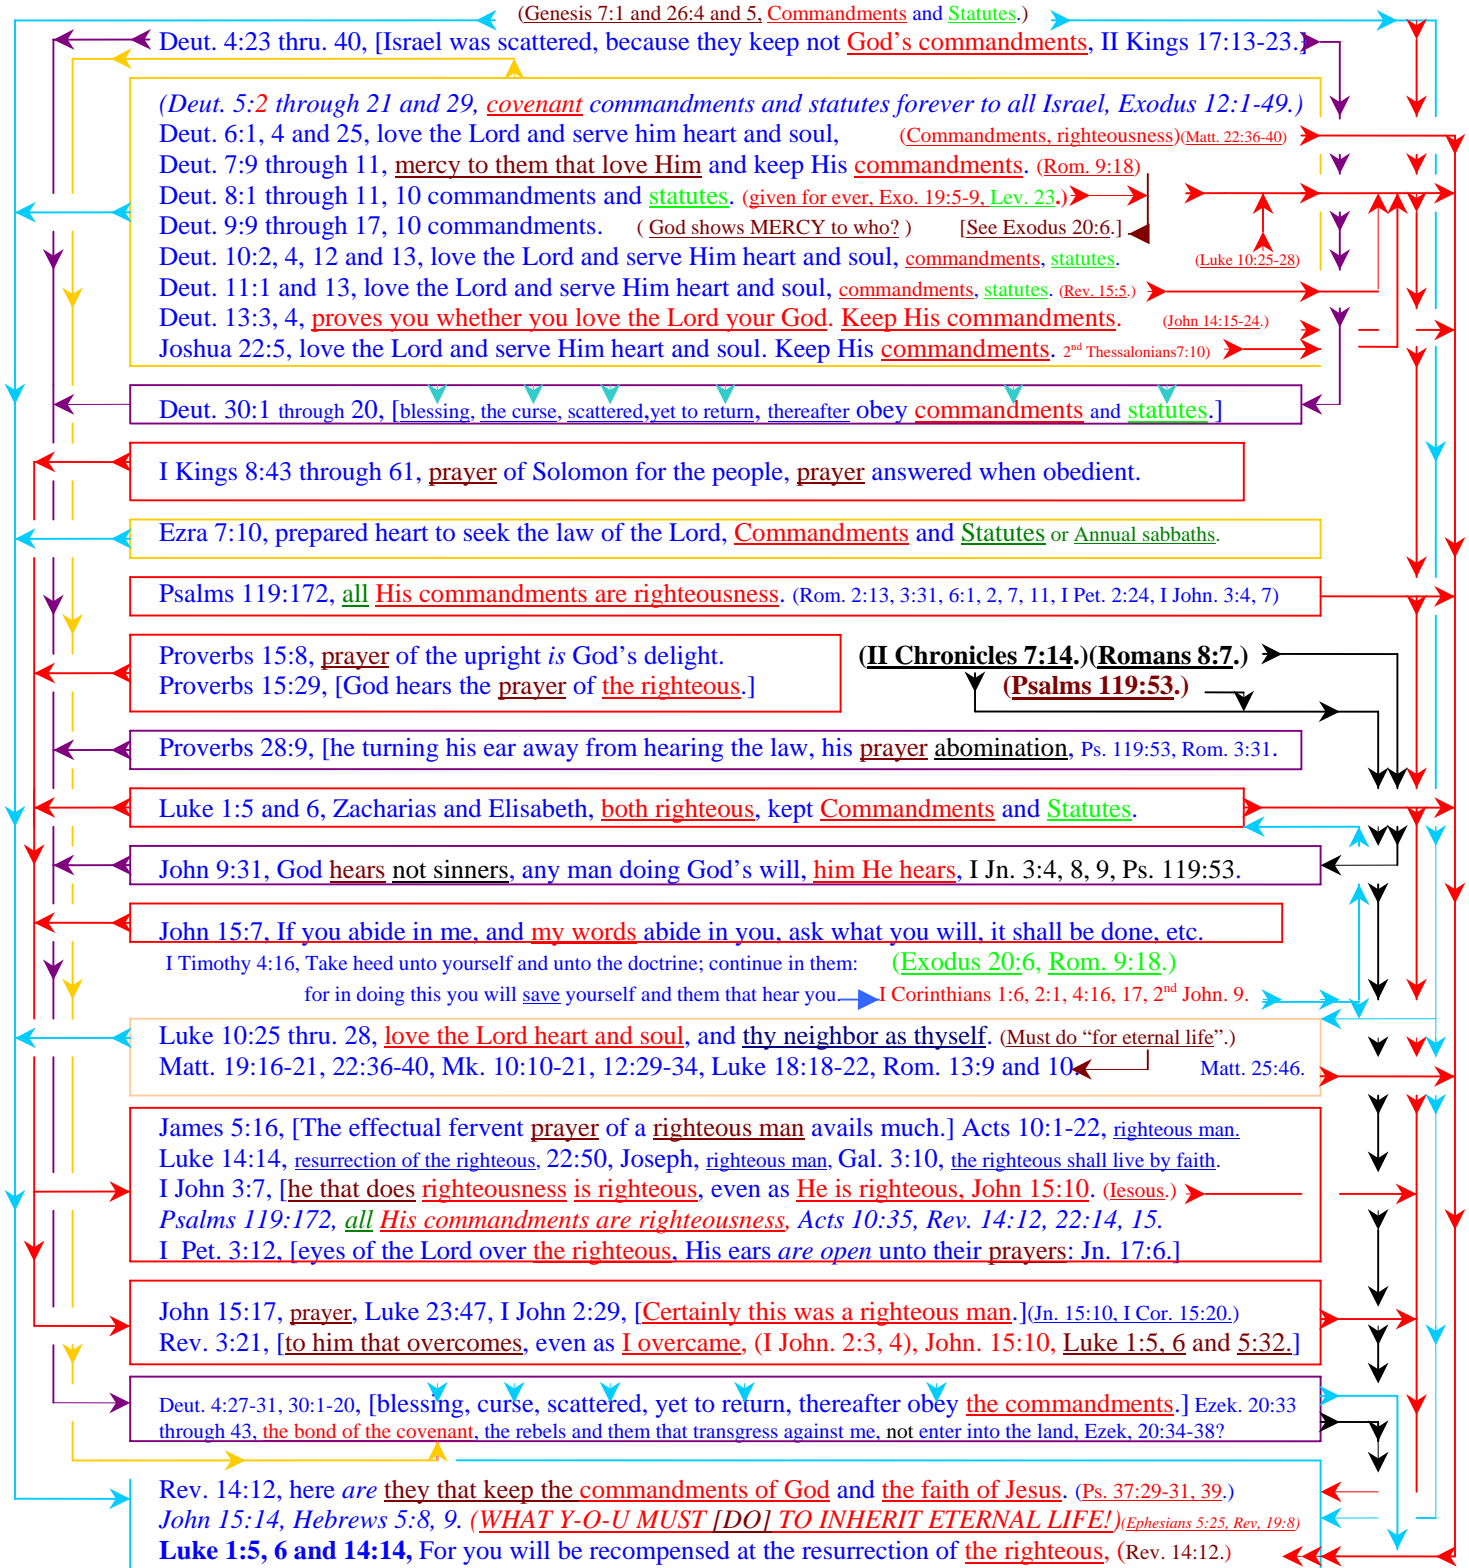 (Genesis 7:1 and 26:4 and 5, Commandments and Statutes.)
Deut. 4:23 thru. 40, [Israel was scattered, because they keep not God's commandments, II Kings 17:13-23.]
(Deut. 5:2 through 21 and 29, covenant commandments and statutes forever to all Israel, Exodus 12:1-49.)
Deut. 6:1, 4 and 25, love the Lord and serve him heart and soul, (Commandments, righteousness)(Matt. 22:36-40)
Deut. 7:9 through 11, mercy to them that love Him and keep His commandments. (Rom. 9:18)
Deut. 8:1 through 11, 10 commandments and statutes. (given for ever, Exo. 19:5-9, Lev. 23.)
Deut. 9:9 through 17, 10 commandments. ( God shows MERCY to who? ) [See Exodus 20:6.]
Deut. 10:2, 4, 12 and 13, love the Lord and serve Him heart and soul, commandments, statutes. (Luke 10:25-28)
Deut. 11:1 and 13, love the Lord and serve Him heart and soul, commandments, statutes. (Rev. 15:5.)
Deut. 13:3, 4, proves you whether you love the Lord your God. Keep His commandments. (John 14:15-24.)
Joshua 22:5, love the Lord and serve Him heart and soul. Keep His commandments. 2nd Thessalonians7:10)
Deut. 30:1 through 20, [blessing, the curse, scattered,yet to return, thereafter obey commandments and statutes.]
I Kings 8:43 through 61, prayer of Solomon for the people, prayer answered when obedient.
Ezra 7:10, prepared heart to seek the law of the Lord, Commandments and Statutes or Annual sabbaths.
Psalms 119:172, all His commandments are righteousness. (Rom. 2:13, 3:31, 6:1, 2, 7, 11, I Pet. 2:24, I John. 3:4, 7)
Proverbs 15:8, prayer of the upright is God's delight.
Proverbs 15:29, [God hears the prayer of the righteous.]
(II Chronicles 7:14.)(Romans 8:7.)
(Psalms 119:53.)
Proverbs 28:9, [he turning his ear away from hearing the law, his prayer abomination, Ps. 119:53, Rom. 3:31.
Luke 1:5 and 6, Zacharias and Elisabeth, both righteous, kept Commandments and Statutes.
John 9:31, God hears not sinners, any man doing God's will, him He hears, I Jn. 3:4, 8, 9, Ps. 119:53.
John 15:7, If you abide in me, and my words abide in you, ask what you will, it shall be done, etc.
I Timothy 4:16, Take heed unto yourself and unto the doctrine; continue in them: (Exodus 20:6, Rom. 9:18.)
for in doing this you will save yourself and them that hear you. I Corinthians 1:6, 2:1, 4:16, 17, 2nd John. 9.
Luke 10:25 thru. 28, love the Lord heart and soul, and thy neighbor as thyself. (Must do “for eternal life”.)
Matt. 19:16-21, 22:36-40, Mk. 10:10-21, 12:29-34, Luke 18:18-22, Rom. 13:9 and 10. Matt. 25:46.
James 5:16, [The effectual fervent prayer of a righteous man avails much.] Acts 10:1-22, righteous man.
Luke 14:14, resurrection of the righteous, 22:50, Joseph, righteous man, Gal. 3:10, the righteous shall live by faith.
I John 3:7, [he that does righteousness is righteous, even as He is righteous, John 15:10. (Iesous.)
Psalms 119:172, all His commandments are righteousness, Acts 10:35, Rev. 14:12, 22:14, 15.
I Pet. 3:12, [eyes of the Lord over the righteous, His ears are open unto their prayers: Jn. 17:6.]
John 15:17, prayer, Luke 23:47, I John 2:29, [Certainly this was a righteous man.](Jn. 15:10, I Cor. 15:20.)
Rev. 3:21, [to him that overcomes, even as I overcame, (I John. 2:3, 4), John. 15:10, Luke 1:5, 6 and 5:32.]
Deut. 4:27-31, 30:1-20, [blessing, curse, scattered, yet to return, thereafter obey the commandments.] Ezek. 20:33
through 43, the bond of the covenant, the rebels and them that transgress against me, not enter into the land, Ezek, 20:34-38?
Rev. 14:12, here are they that keep the commandments of God and the faith of Jesus. (Ps. 37:29-31, 39.)
John 15:14, Hebrews 5:8, 9. (WHAT Y-O-U MUST [DO] TO INHERIT ETERNAL LIFE!)(Ephesians 5:25, Rev, 19:8)
Luke 1:5, 6 and 14:14, For you will be recompensed at the resurrection of the righteous, (Rev. 14:12.)